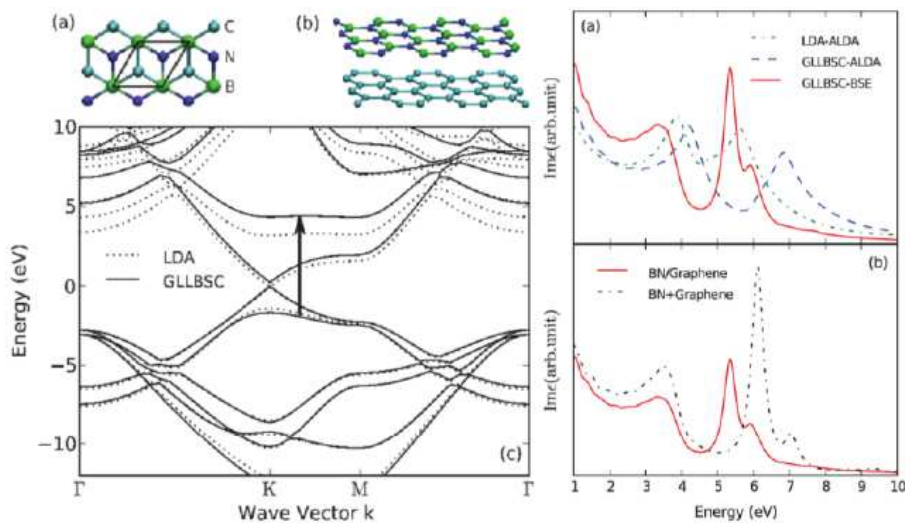 (a)
C
N
B
(b)
10
5
0
−5
−10
Energy (eV)
LDA
GLLBSC
(c)
Γ
K
M
Γ
Wave Vector k
(a)
LDA-ALDA
GLLBSC-ALDA
GLLBSC-BSE
Imϵ(arb.unit)
(b)
BN/Graphene
BN+Graphene
Imϵ(arb.unit)
1 2 3 4 5 6 7 8 9 10
Energy (eV)